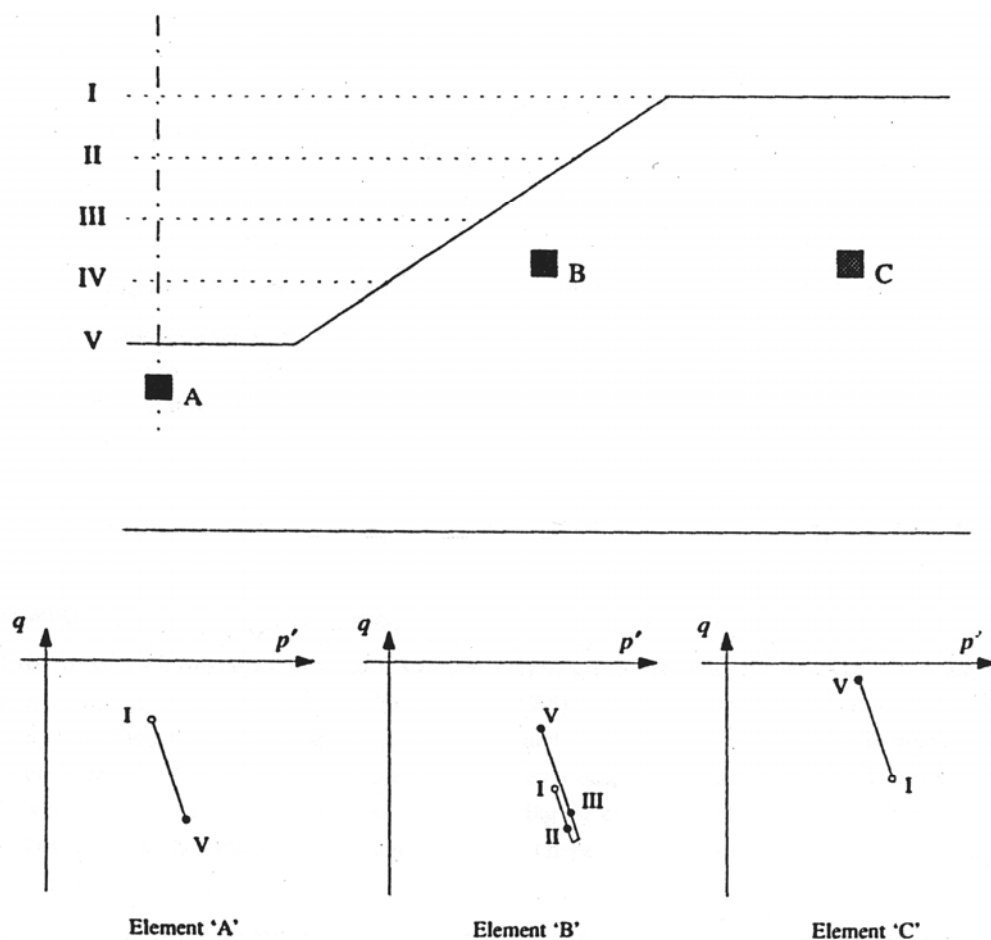 I
II
III
IV
V
B
C
A
q
p'
I
V
Element 'A'
q
p'
V
I
III
II
Element 'B'
q
p'
V
I
Element 'C'